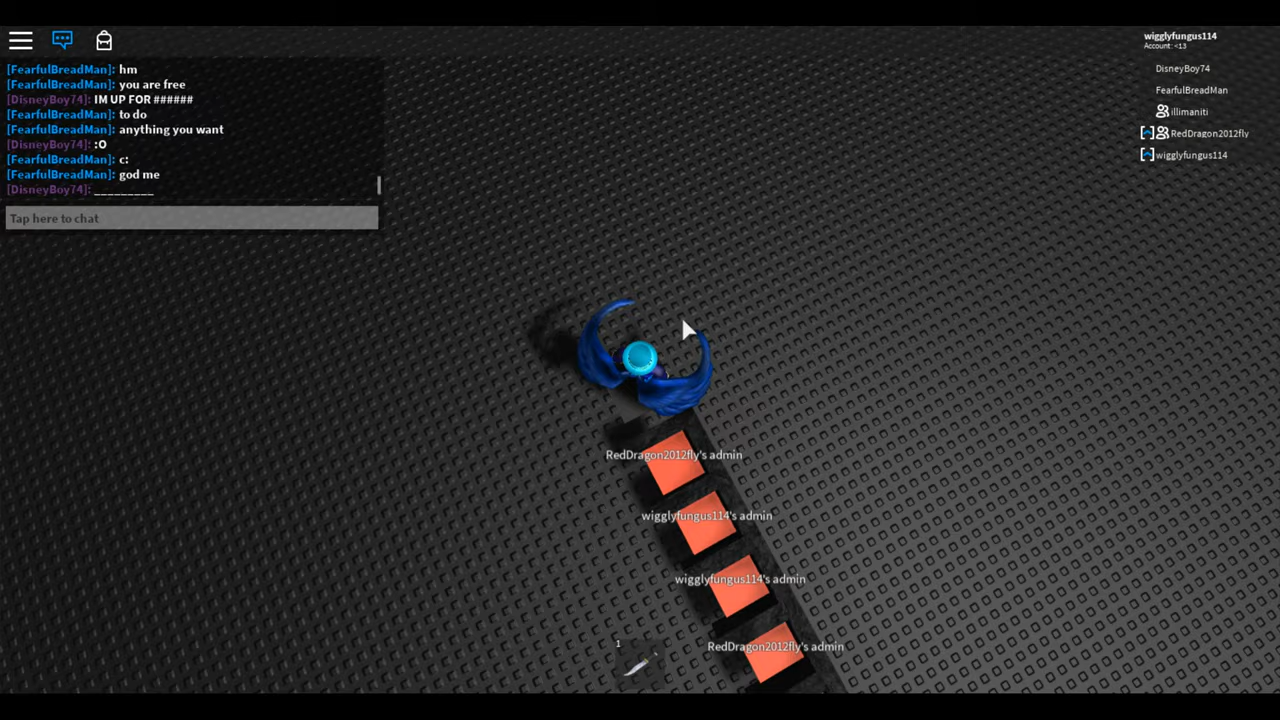 [FearfulBreadMan]: hm
[FearfulBreadMan]: you are free
[DisneyBoy74]: IM UP FOR ######
[FearfulBreadMan]: to do
[FearfulBreadMan]: anything you want
[DisneyBoy74]: :O
[FearfulBreadMan]: c:
[FearfulBreadMan]: god me
[DisneyBoy74]: _________
Tap here to chat
wigglyfungus114
Account: <13
DisneyBoy74
FearfulBreadMan
illimaniti
RedDragon2012fly
wigglyfungus114
RedDragon2012fly's admin
wigglyfungus114's admin
wigglyfungus114's admin
RedDragon2012fly's admin
1